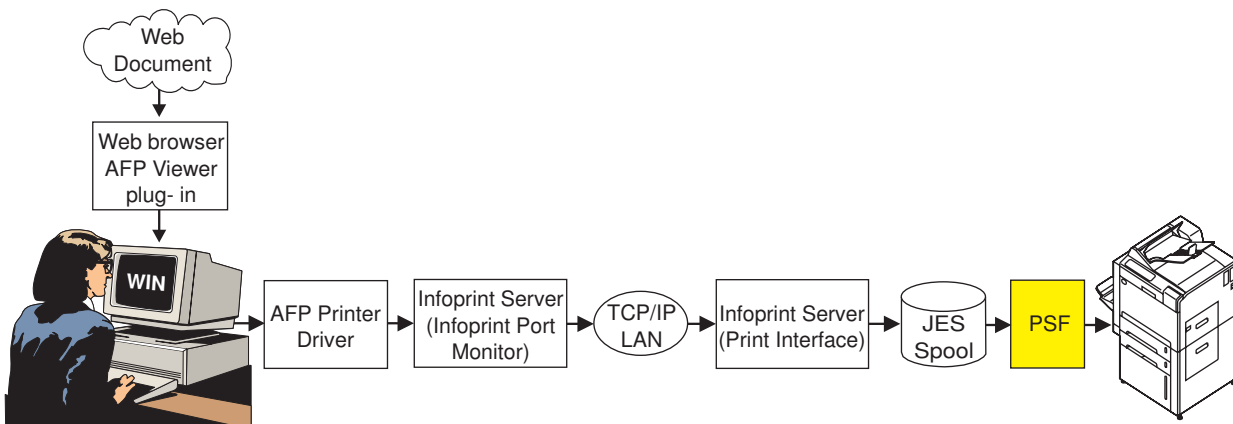 Web
Document
Web browser
AFP Viewer
plug- in
WIN
AFP Printer
Driver
Infoprint Server
(Infoprint Port
Monitor)
TCP/IP
LAN
Infoprint Server
(Print Interface)
JES
Spool
PSF